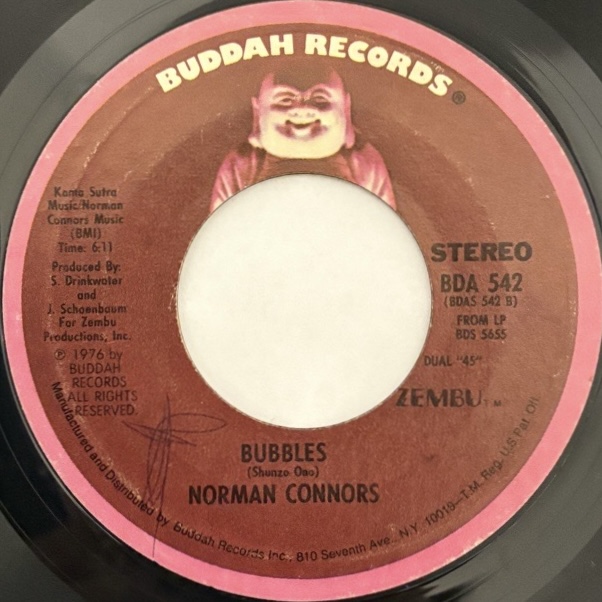 BUDDAH RECORDS®
Kama Sutra
Music/Norman
Connors Music
(BMI)
Time: 6:11
Produced By:
S. Drinkwater
and
J. Schoenbaum
For Zembu
Productions, Inc.
℗ 1976 by
BUDDAH
RECORDS
ALL RIGHTS
RESERVED.
STEREO
BDA 542
(BDAS 542 B)
FROM LP
BDS 5655
DUAL "45"
ZEMBU T.M.
BUBBLES
(Shunzo Ono)
NORMAN CONNORS
Manufactured and Distributed by Buddah Records Inc., 810 Seventh Ave., N.Y. 10019—T.M. Reg. U.S. Pat. Off.